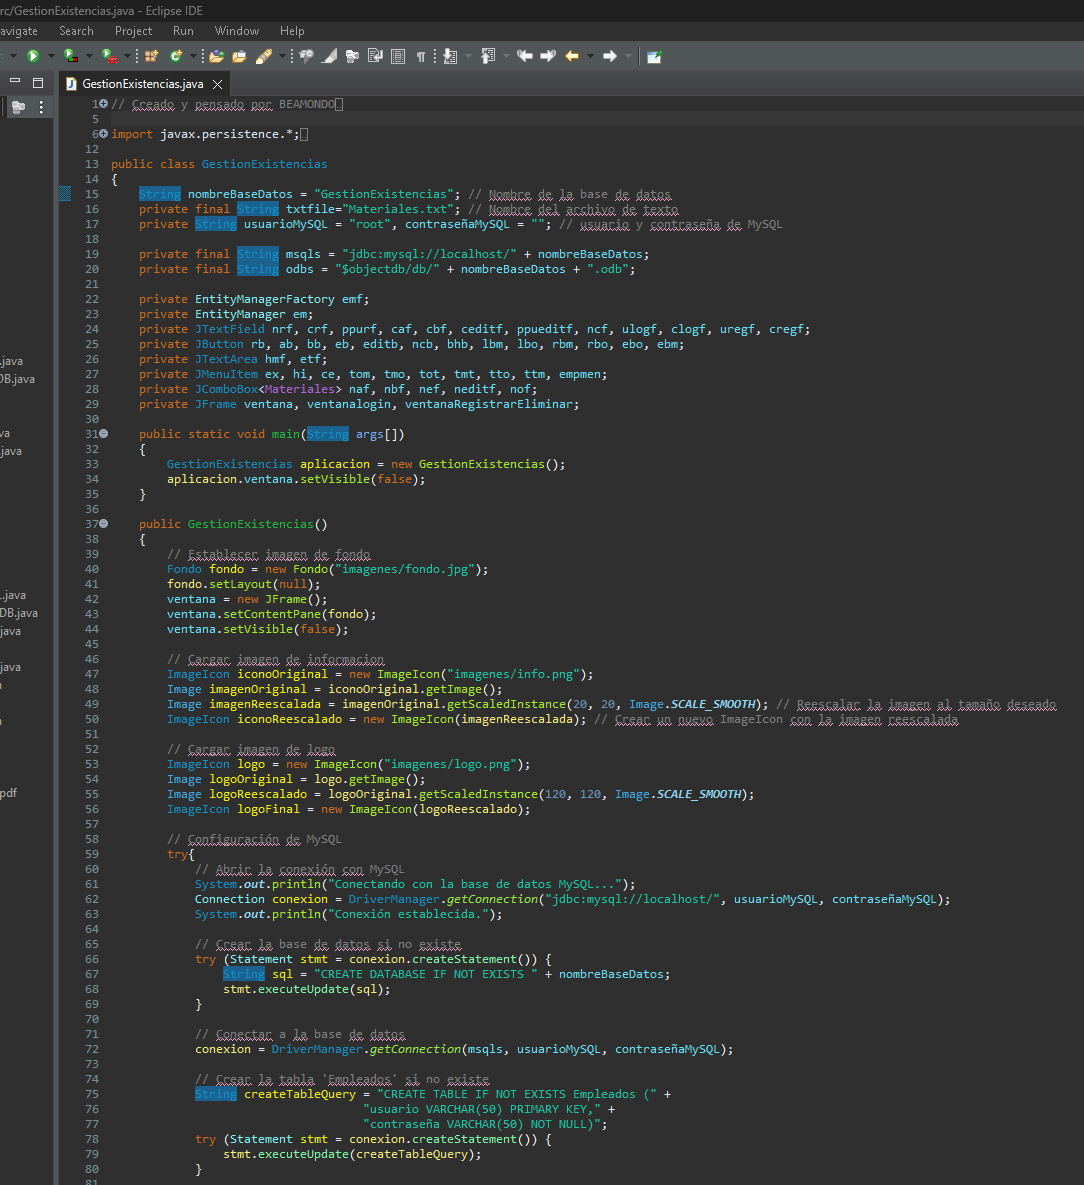 rc/GestionExistencias.java - Eclipse IDE
avigate Search Project Run Window Help
GestionExistencias.java
1 // Creado y pensado por BEAMONDO
5
6 import javax.persistence.*;
12
13 public class GestionExistencias
14 {
15 String nombreBaseDatos = "GestionExistencias"; // Nombre de la base de datos
16 private final String txtfile="Materiales.txt"; // Nombre del archivo de texto
17 private String usuarioMySQL = "root", contraseñaMySQL = ""; // usuario y contraseña de MySQL
18
19 private final String msqls = "jdbc:mysql://localhost/" + nombreBaseDatos;
20 private final String odbs = "$objectdb/db/" + nombreBaseDatos + ".odb";
21
22 private EntityManagerFactory emf;
23 private EntityManager em;
24 private JTextField nrf, crf, ppurf, caf, cbf, ceditf, ppueditf, ncf, ulogf, clogf, uregf, cregf;
25 private JButton rb, ab, bb, eb, editb, ncb, bhb, lbm, lbo, rbm, rbo, ebo, ebm;
26 private JTextArea hmf, etf;
27 private JMenuItem ex, hi, ce, tom, tmo, tot, tmt, tto, ttm, empmen;
28 private JComboBox<Materiales> naf, nbf, nef, neditf, nof;
29 private JFrame ventana, ventanalogin, ventanaRegistrarEliminar;
30
31 public static void main(String args[])
32 {
33 GestionExistencias aplicacion = new GestionExistencias();
34 aplicacion.ventana.setVisible(false);
35 }
36
37 public GestionExistencias()
38 {
39 // Establecer imagen de fondo
40 Fondo fondo = new Fondo("imagenes/fondo.jpg");
41 fondo.setLayout(null);
42 ventana = new JFrame();
43 ventana.setContentPane(fondo);
44 ventana.setVisible(false);
45
46 // Cargar imagen de informacion
47 ImageIcon iconoOriginal = new ImageIcon("imagenes/info.png");
48 Image imagenOriginal = iconoOriginal.getImage();
49 Image imagenReescalada = imagenOriginal.getScaledInstance(20, 20, Image.SCALE_SMOOTH); // Reescalar la imagen al tamaño deseado
50 ImageIcon iconoReescalado = new ImageIcon(imagenReescalada); // Crear un nuevo ImageIcon con la imagen reescalada
51
52 // Cargar imagen de logo
53 ImageIcon logo = new ImageIcon("imagenes/logo.png");
54 Image logoOriginal = logo.getImage();
55 Image logoReescalado = logoOriginal.getScaledInstance(120, 120, Image.SCALE_SMOOTH);
56 ImageIcon logoFinal = new ImageIcon(logoReescalado);
57
58 // Configuración de MySQL
59 try{
60 // Abrir la conexión con MySQL
61 System.out.println("Conectando con la base de datos MySQL...");
62 Connection conexion = DriverManager.getConnection("jdbc:mysql://localhost/", usuarioMySQL, contraseñaMySQL);
63 System.out.println("Conexión establecida.");
64
65 // Crear la base de datos si no existe
66 try (Statement stmt = conexion.createStatement()) {
67 String sql = "CREATE DATABASE IF NOT EXISTS " + nombreBaseDatos;
68 stmt.executeUpdate(sql);
69 }
70
71 // Conectar a la base de datos
72 conexion = DriverManager.getConnection(msqls, usuarioMySQL, contraseñaMySQL);
73
74 // Crear la tabla 'Empleados' si no existe
75 String createTableQuery = "CREATE TABLE IF NOT EXISTS Empleados (" +
76 "usuario VARCHAR(50) PRIMARY KEY," +
77 "contraseña VARCHAR(50) NOT NULL)";
78 try (Statement stmt = conexion.createStatement()) {
79 stmt.executeUpdate(createTableQuery);
80 }
81
.java
DB.java
va
.java
.java
DB.java
java
java
pdf